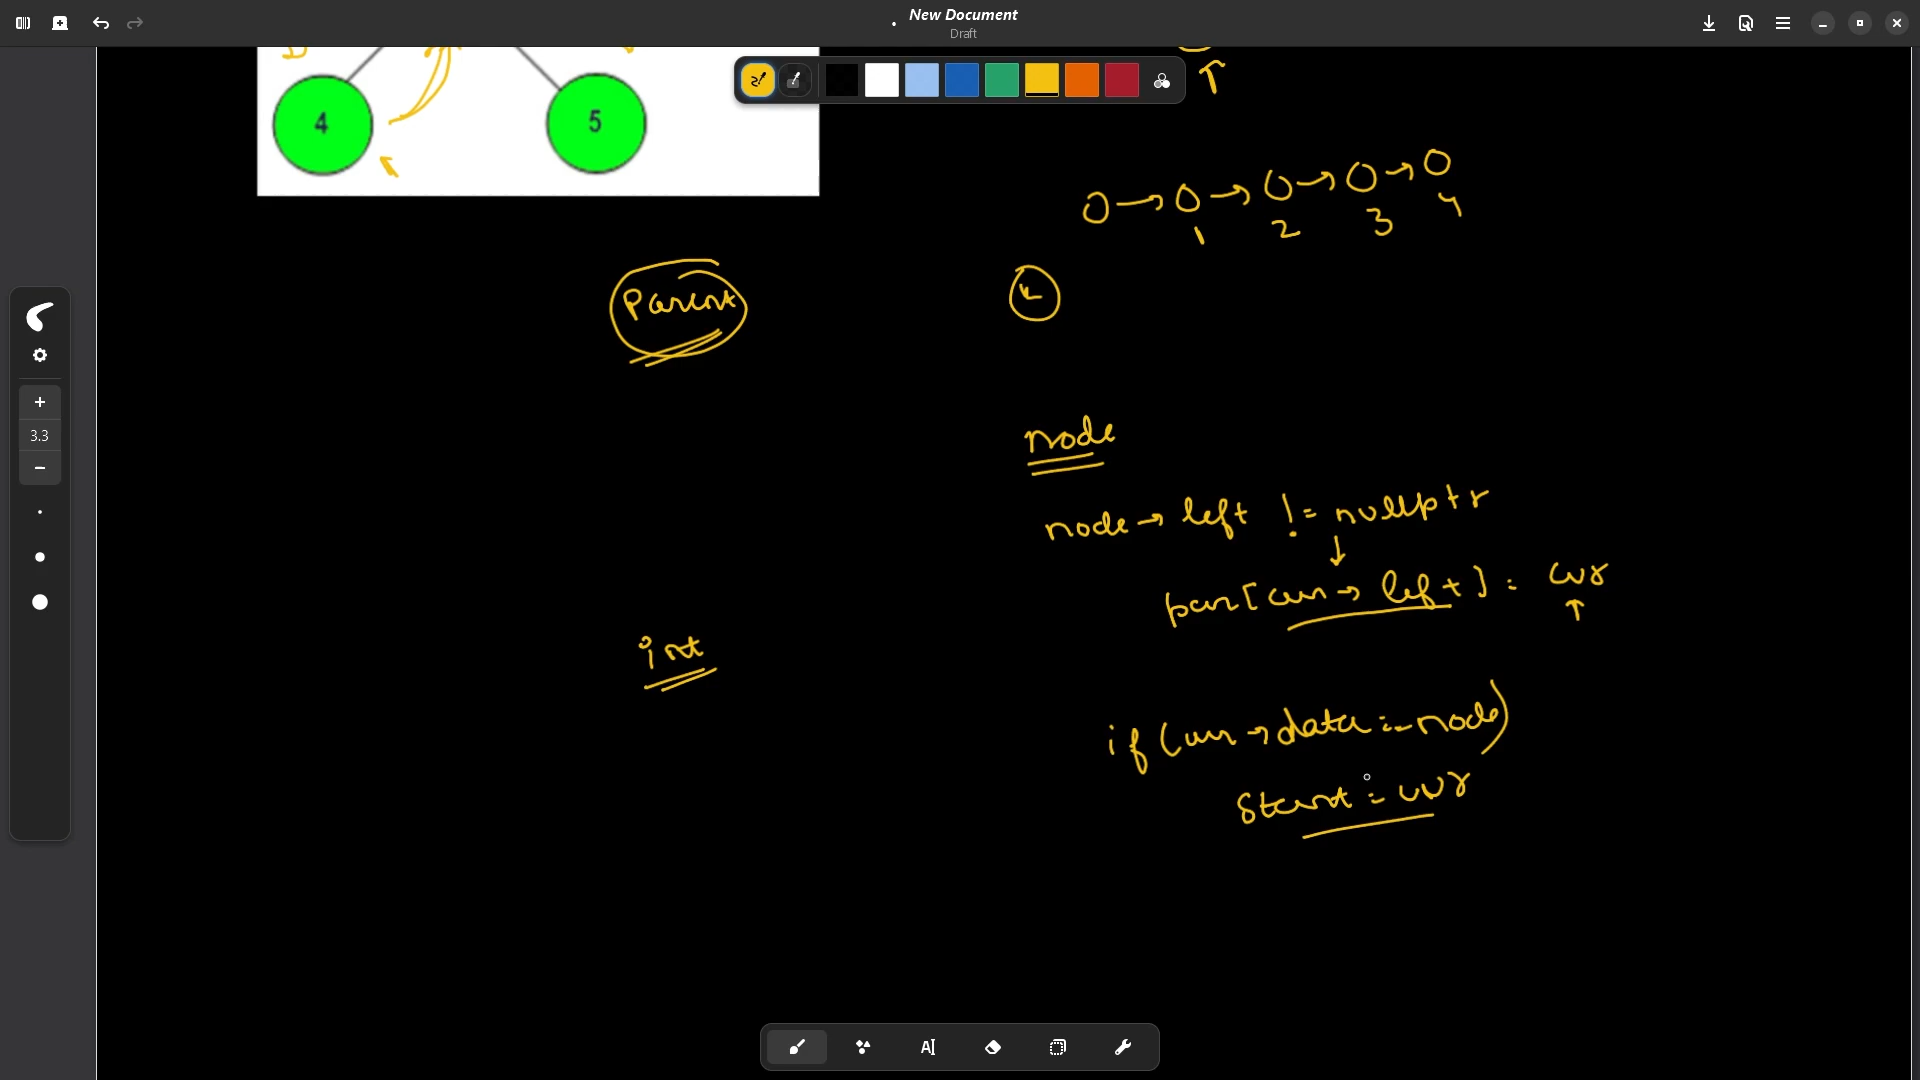 New Document
Draft
4
5
0 → 0 → 0 → 0 → 0
1 2 3 4
Parent
k
3.3
node
node → left != nullptr
par[curr → left] = curr
int
if (curr → data == node)
start = curr